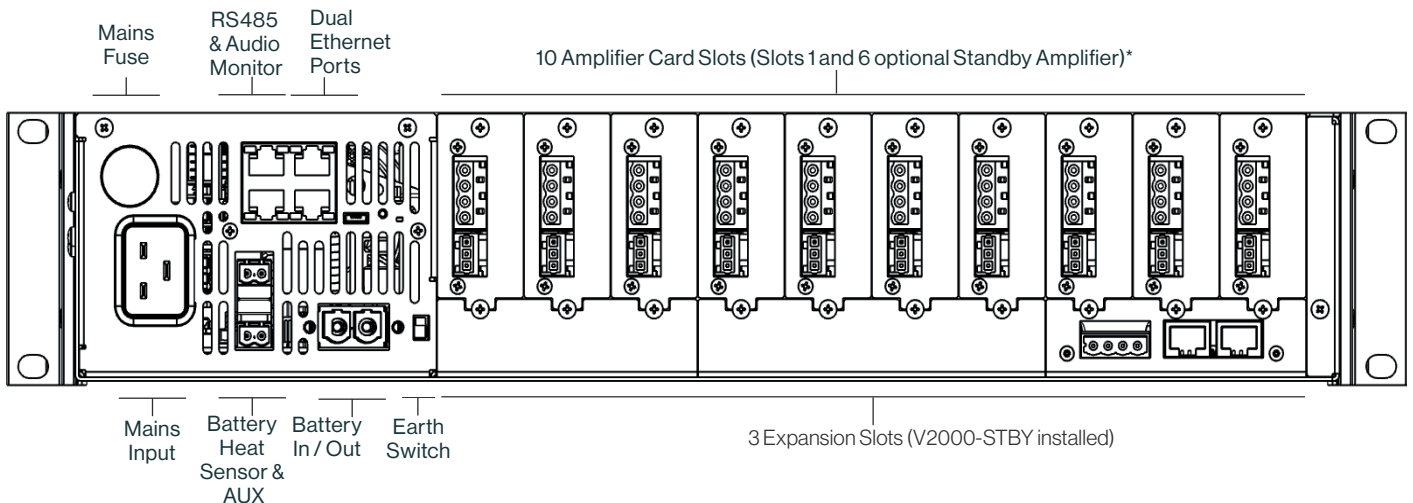 Mains
Fuse
RS485
& Audio
Monitor
Dual
Ethernet
Ports
10 Amplifier Card Slots (Slots 1 and 6 optional Standby Amplifier)*
Mains
Input
Battery
Heat
Sensor &
AUX
Battery
In / Out
Earth
Switch
3 Expansion Slots (V2000-STBY installed)